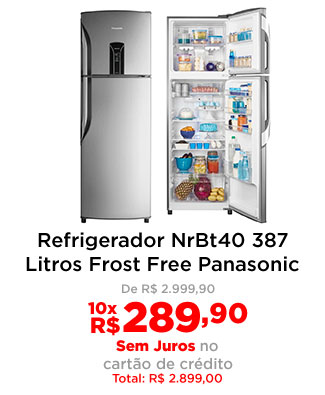 Refrigerador NrBt40 387
Litros Frost Free Panasonic
De R$ 2.999,90
10x R$ 289,90
Sem Juros no
cartão de crédito
Total: R$ 2.899,00